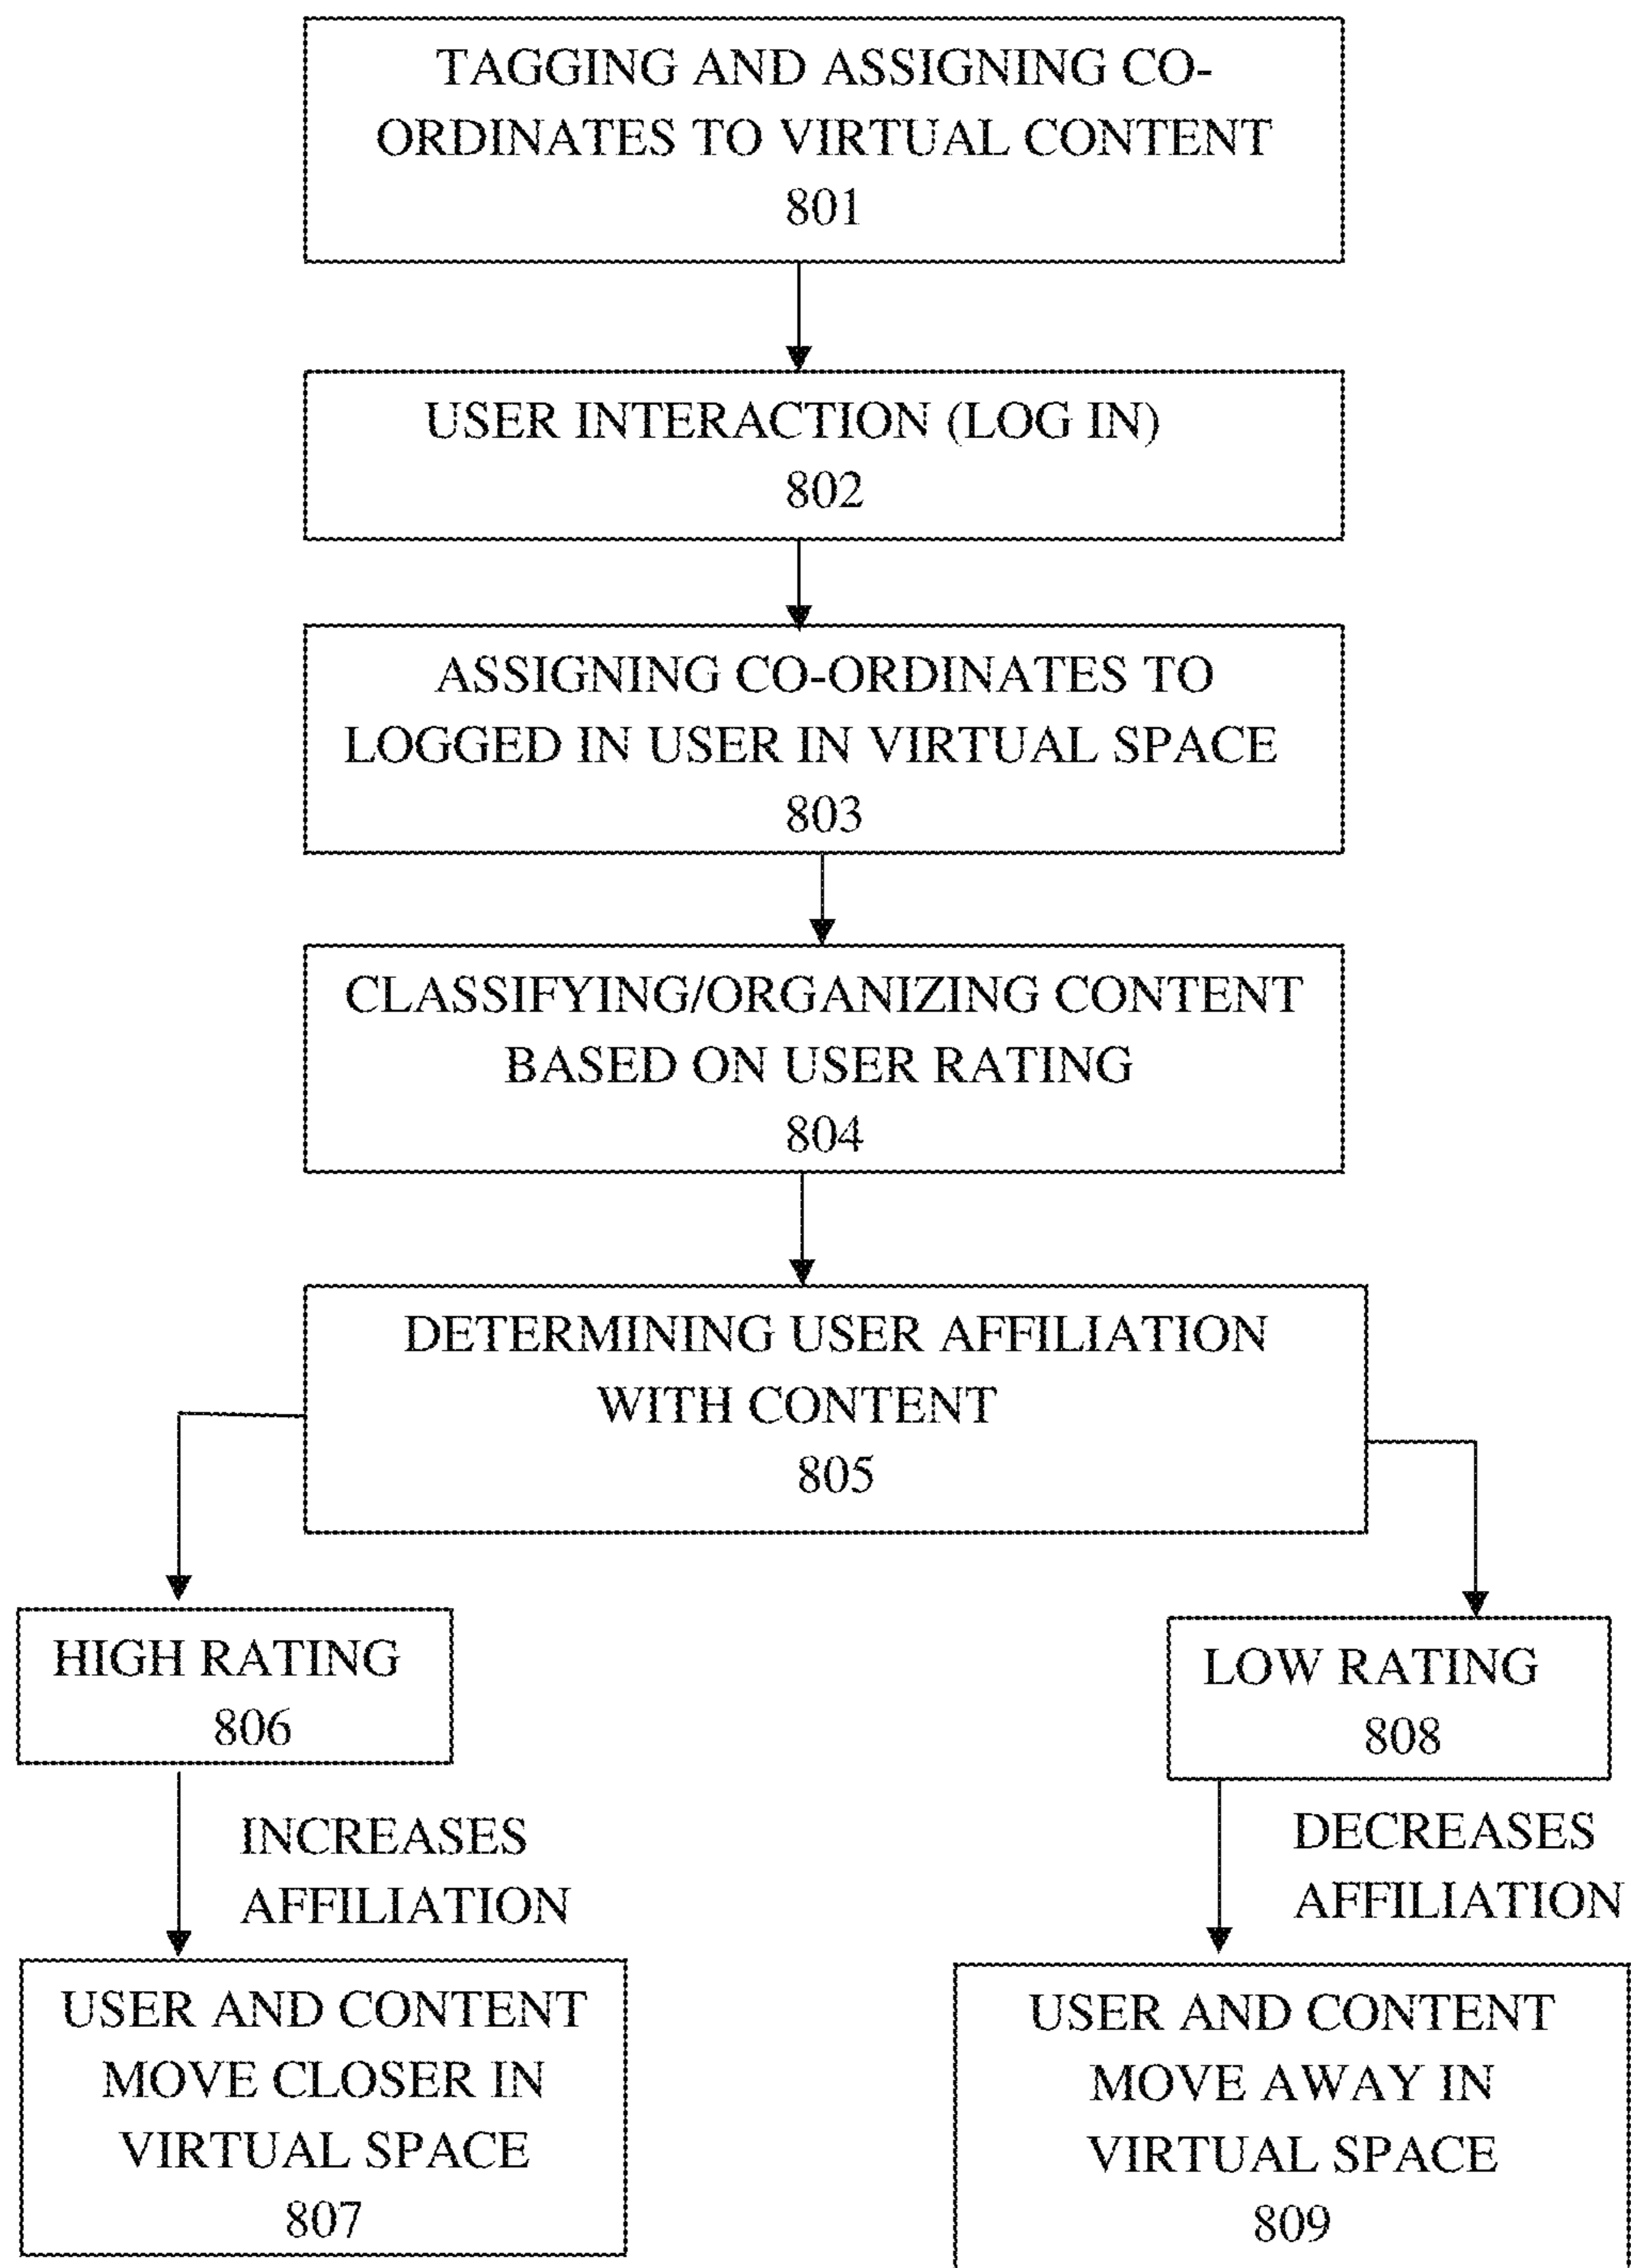 TAGGING AND ASSIGNING CO-
ORDINATES TO VIRTUAL CONTENT
801
USER INTERACTION (LOG IN)
802
ASSIGNING CO-ORDINATES TO
LOGGED IN USER IN VIRTUAL SPACE
803
CLASSIFYING/ORGANIZING CONTENT
BASED ON USER RATING
804
DETERMINING USER AFFILIATION
WITH CONTENT
805
HIGH RATING
806
INCREASES
AFFILIATION
USER AND CONTENT
MOVE CLOSER IN
VIRTUAL SPACE
807
LOW RATING
808
DECREASES
AFFILIATION
USER AND CONTENT
MOVE AWAY IN
VIRTUAL SPACE
809